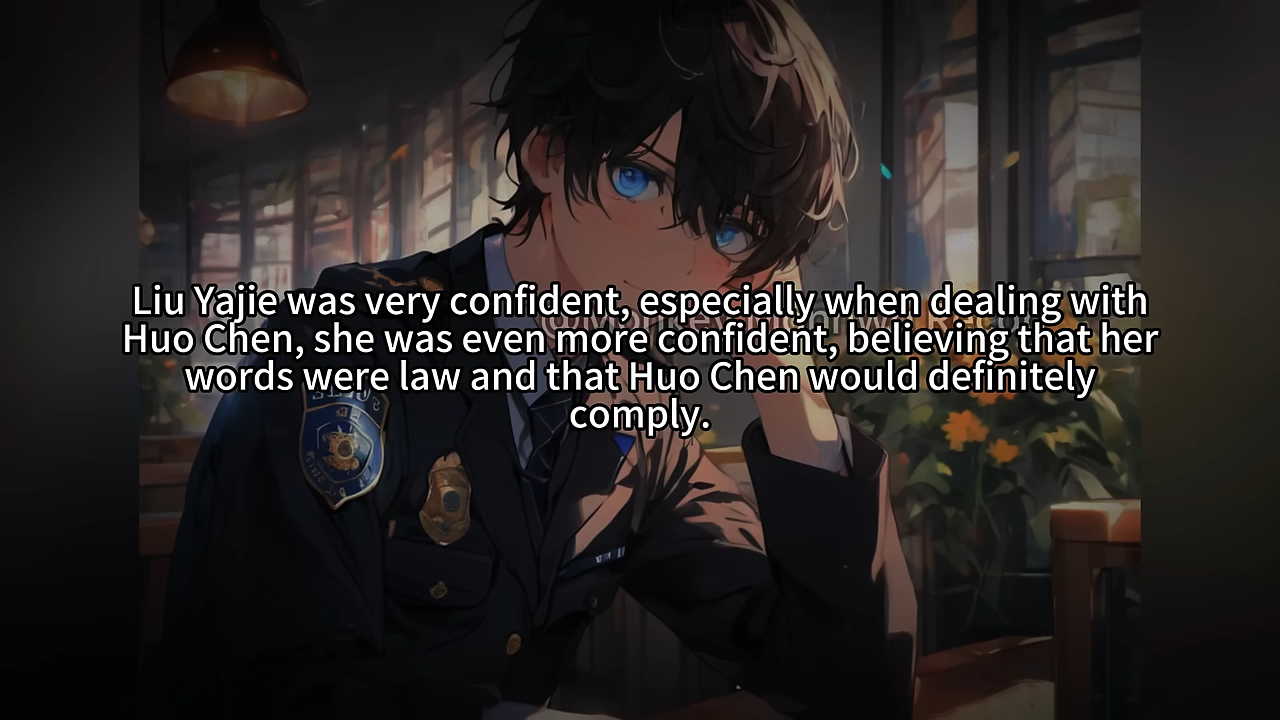 Liu Yajie was very confident, especially when dealing with
Huo Chen, she was even more confident, believing that her
words were law and that Huo Chen would definitely
comply.